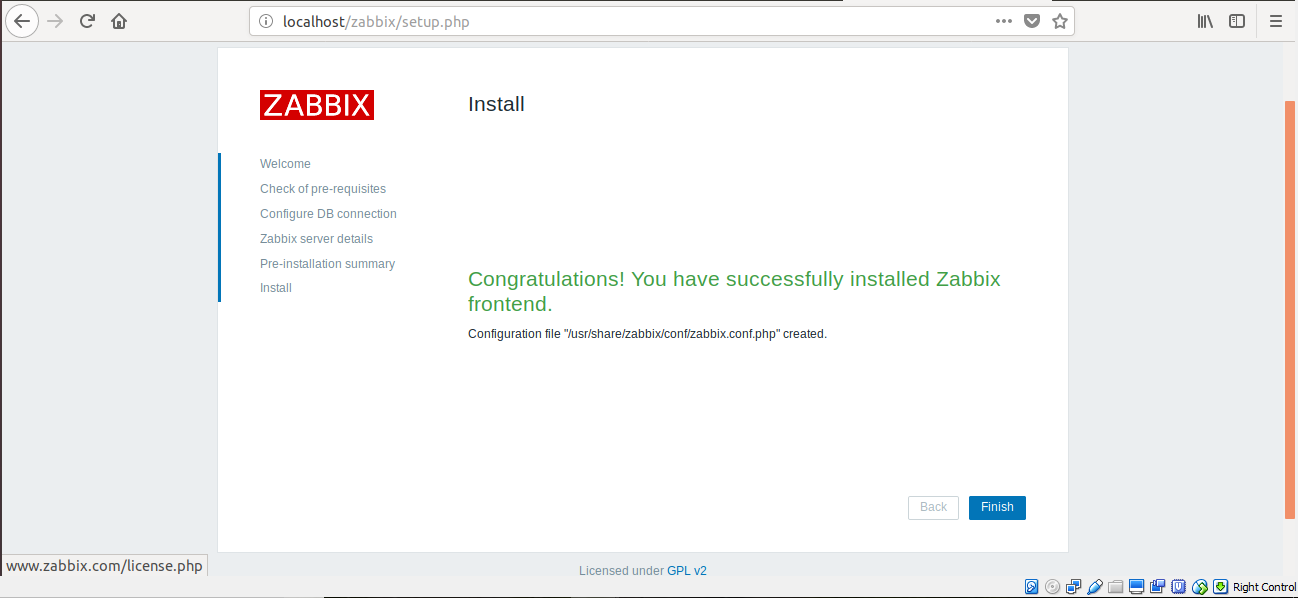 localhost/zabbix/setup.php
ZABBIX
Install
Welcome
Check of pre-requisites
Configure DB connection
Zabbix server details
Pre-installation summary
Install
Congratulations! You have successfully installed Zabbix
frontend.
Configuration file "/usr/share/zabbix/conf/zabbix.conf.php" created.
Back
Finish
www.zabbix.com/license.php
Licensed under GPL v2
Right Control